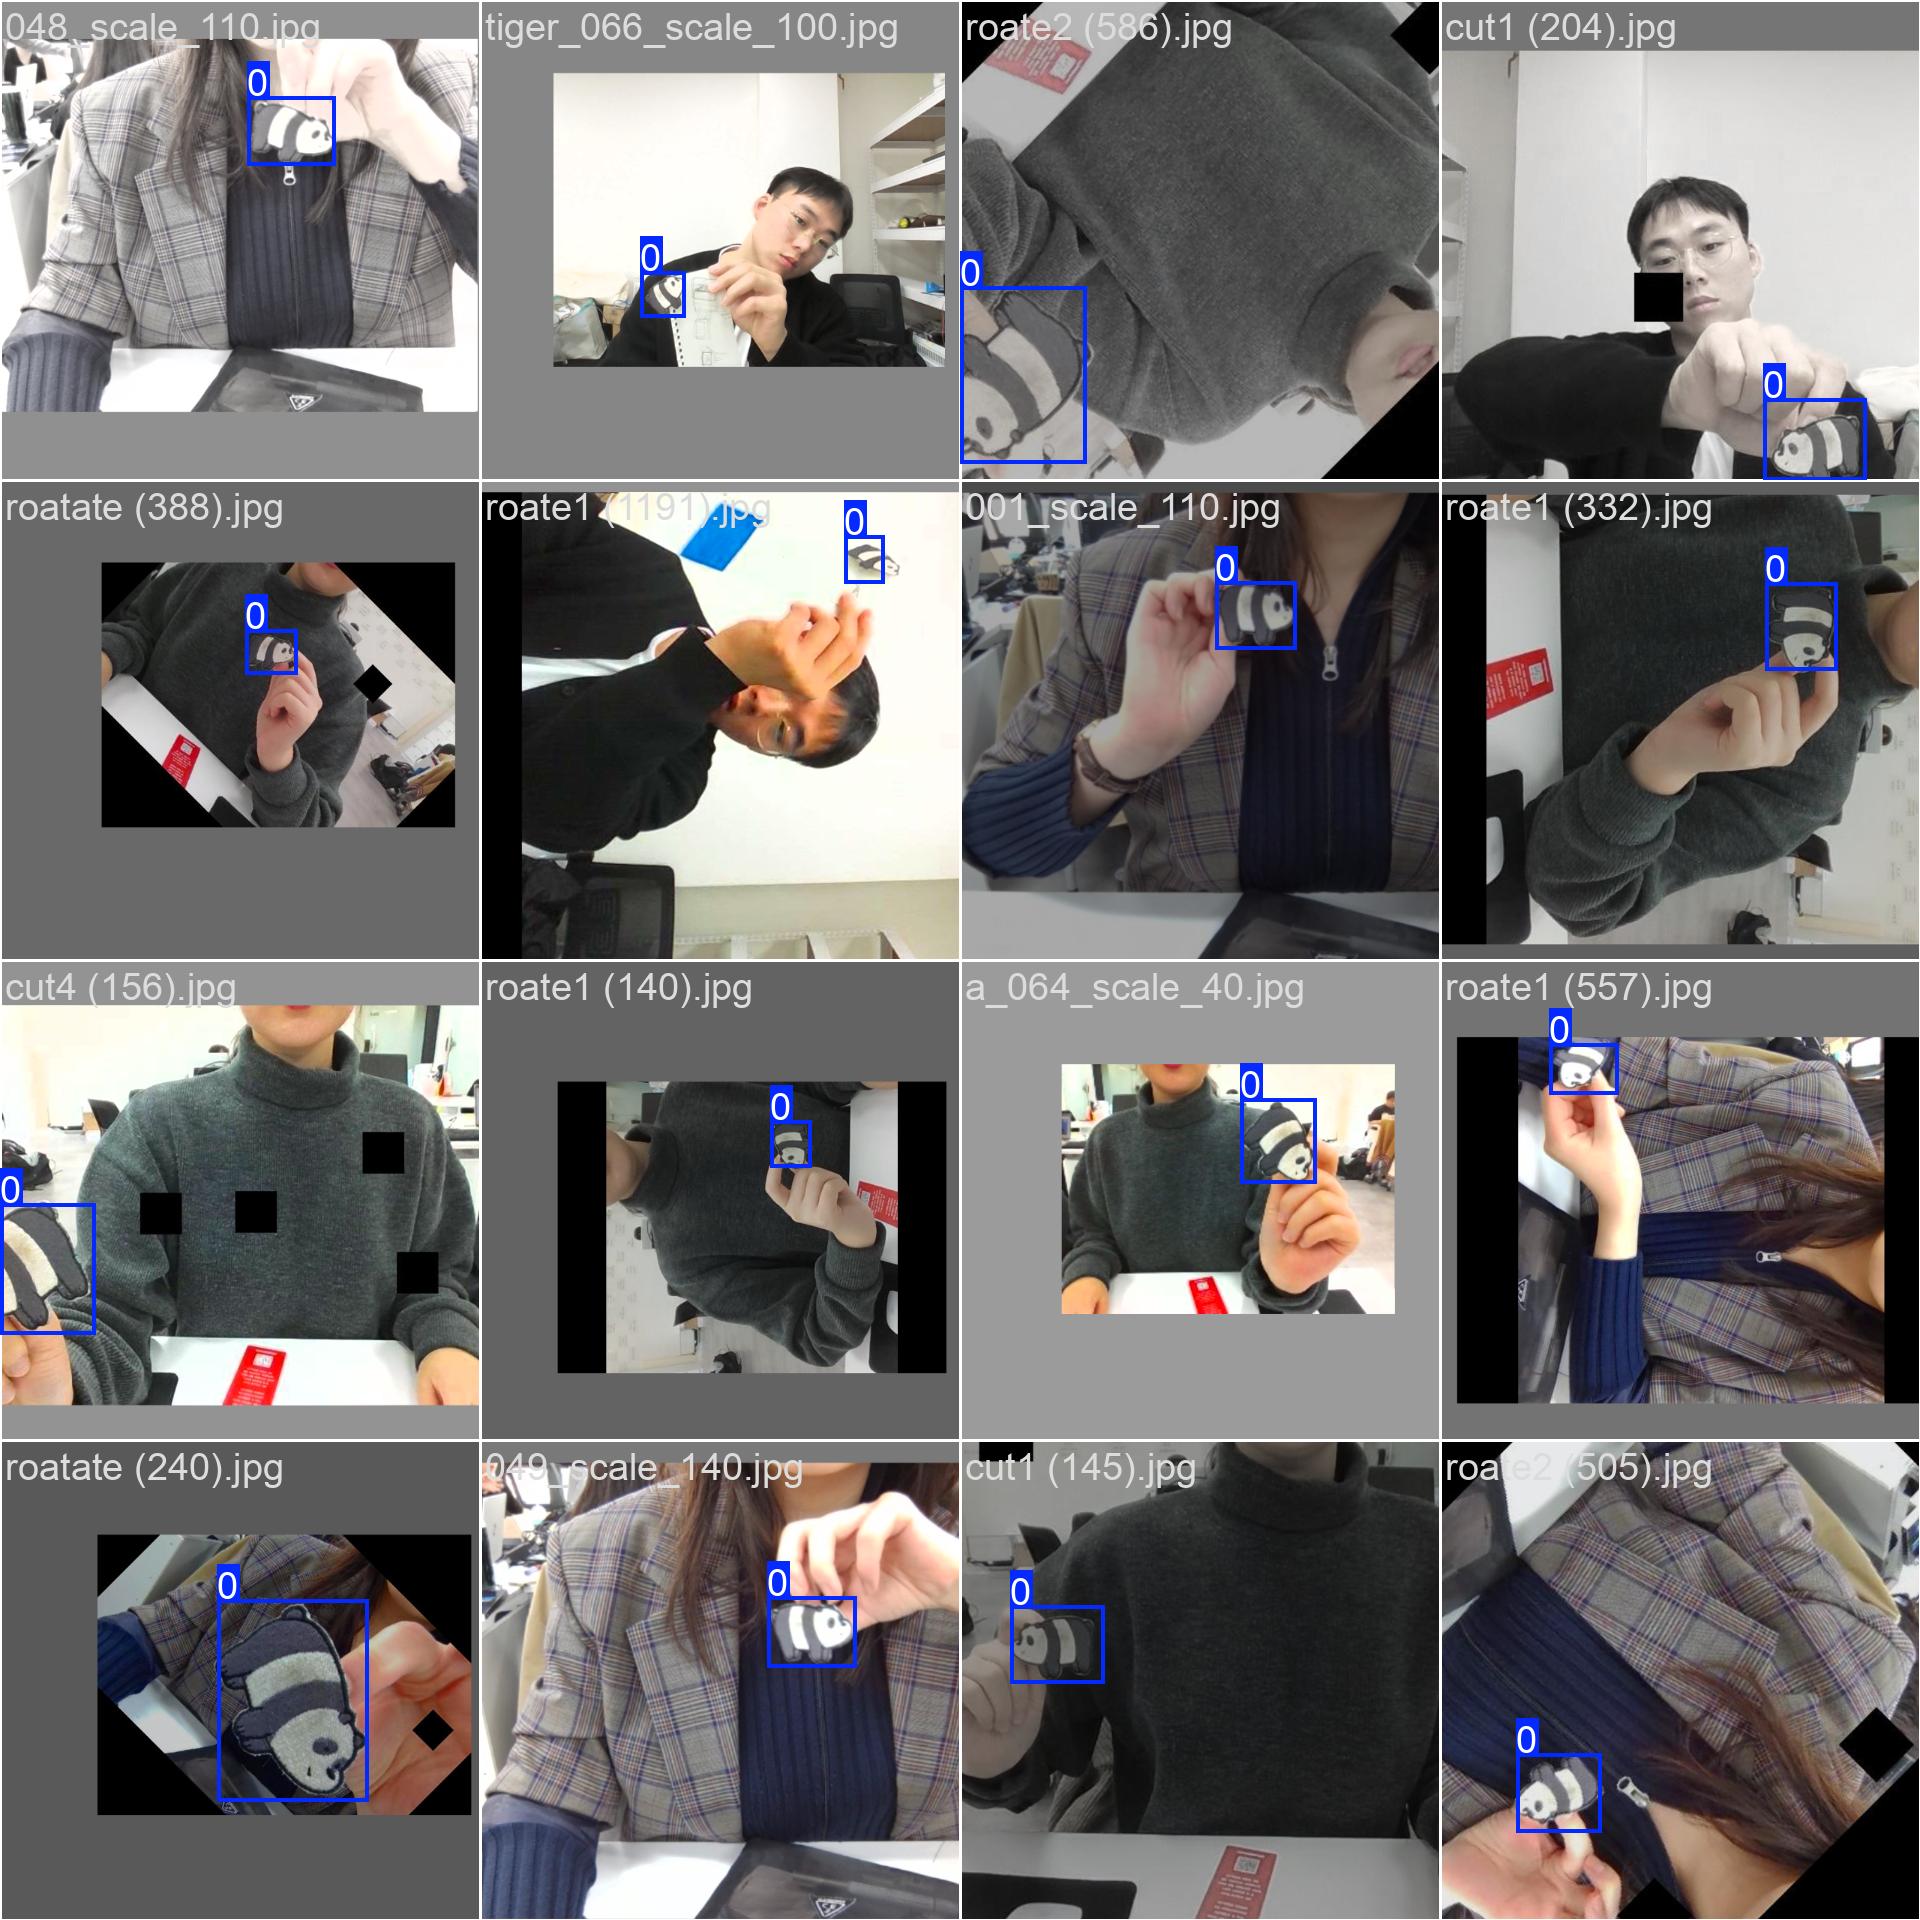 048_scale_110.jpg
tiger_066_scale_100.jpg
roate2 (586).jpg
cut1 (204).jpg
0
0
0
0
roatate (388).jpg
roate1 (1191).jpg
001_scale_110.jpg
roate1 (332).jpg
0
0
0
0
cut4 (156).jpg
roate1 (140).jpg
a_064_scale_40.jpg
roate1 (557).jpg
0
0
0
0
roatate (240).jpg
049_scale_140.jpg
cut1 (145).jpg
roate2 (505).jpg
0
0
0
0